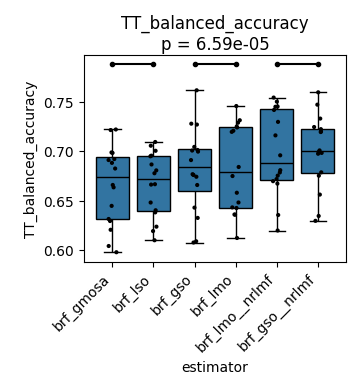 TT_balanced_accuracy
p = 6.59e-05
TT_balanced_accuracy
0.75
0.70
0.65
0.60
brf_gmosa
brf_lso
brf_gso
brf_lmo
brf_lmo__nrlmf
brf_gso__nrlmf
estimator